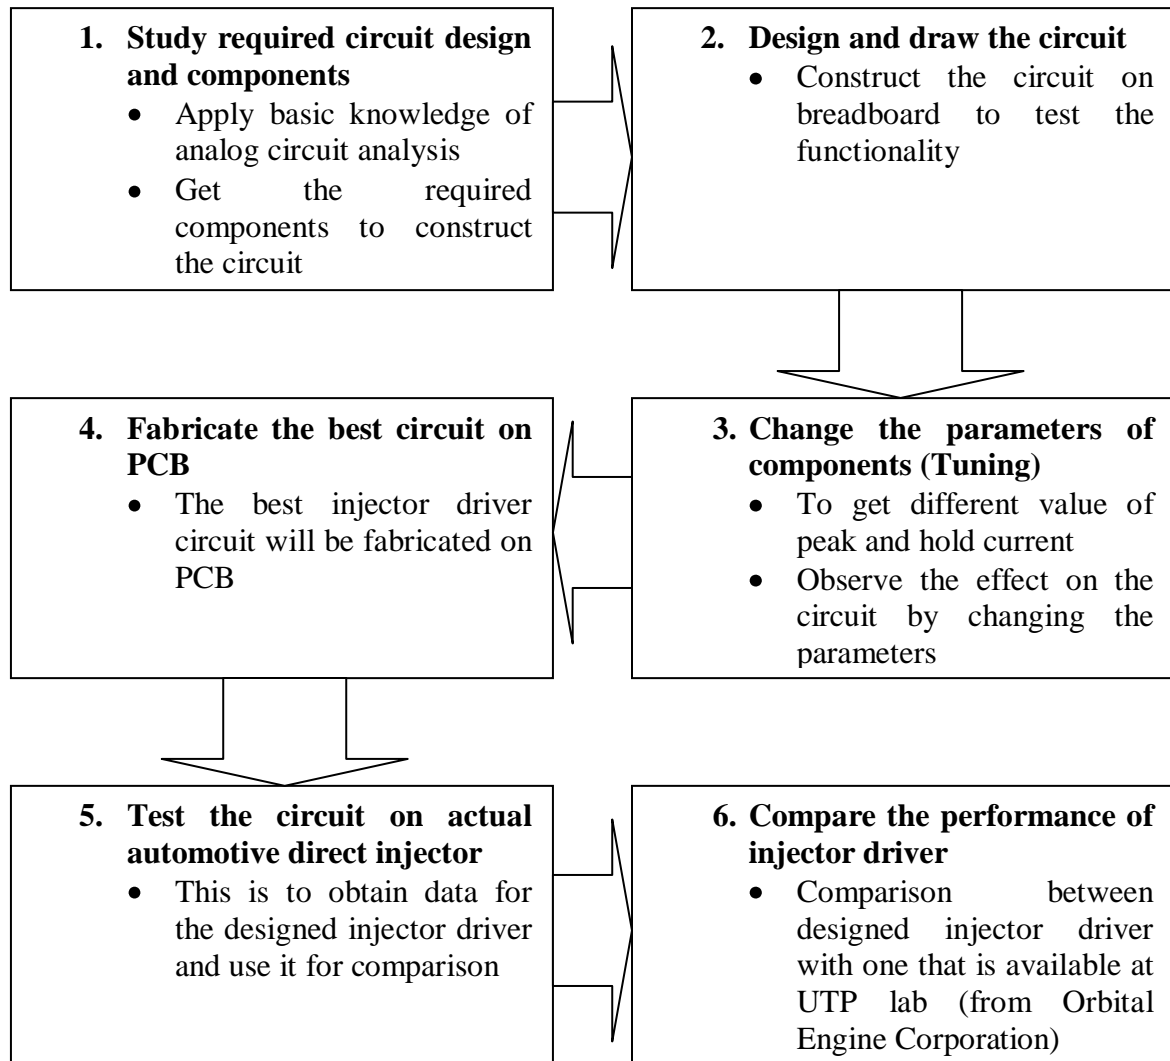 1. Study required circuit design
and components
• Apply basic knowledge of
analog circuit analysis
• Get the required
components to construct
the circuit
2. Design and draw the circuit
• Construct the circuit on
breadboard to test the
functionality
3. Change the parameters of
components (Tuning)
• To get different value of
peak and hold current
• Observe the effect on the
circuit by changing the
parameters
4. Fabricate the best circuit on
PCB
• The best injector driver
circuit will be fabricated on
PCB
5. Test the circuit on actual
automotive direct injector
• This is to obtain data for
the designed injector driver
and use it for comparison
6. Compare the performance of
injector driver
• Comparison between
designed injector driver
with one that is available at
UTP lab (from Orbital
Engine Corporation)